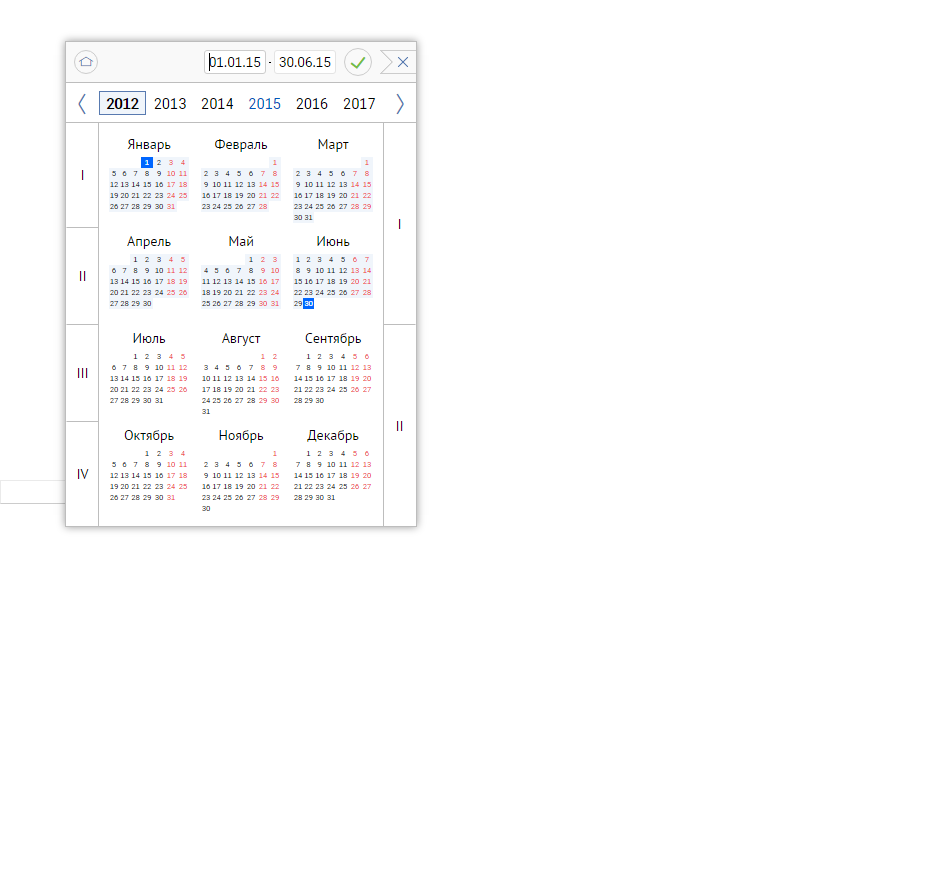 01.01.15 - 30.06.15
2012 2013 2014 2015 2016 2017
Январь Февраль Март
1 2 3 4 1 1
5 6 7 8 9 10 11 2 3 4 5 6 7 8 2 3 4 5 6 7 8
I 12 13 14 15 16 17 18 9 10 11 12 13 14 15 9 10 11 12 13 14 15
19 20 21 22 23 24 25 16 17 18 19 20 21 22 16 17 18 19 20 21 22
26 27 28 29 30 31 23 24 25 26 27 28 23 24 25 26 27 28 29
30 31
I
Апрель Май Июнь
1 2 3 4 5 1 2 3 1 2 3 4 5 6 7
6 7 8 9 10 11 12 4 5 6 7 8 9 10 8 9 10 11 12 13 14
II 13 14 15 16 17 18 19 11 12 13 14 15 16 17 15 16 17 18 19 20 21
20 21 22 23 24 25 26 18 19 20 21 22 23 24 22 23 24 25 26 27 28
27 28 29 30 25 26 27 28 29 30 31 29 30
Июль Август Сентябрь
1 2 3 4 5 1 2 1 2 3 4 5 6
6 7 8 9 10 11 12 3 4 5 6 7 8 9 7 8 9 10 11 12 13
III 13 14 15 16 17 18 19 10 11 12 13 14 15 16 14 15 16 17 18 19 20
20 21 22 23 24 25 26 17 18 19 20 21 22 23 21 22 23 24 25 26 27
27 28 29 30 31 24 25 26 27 28 29 30 28 29 30
31
II
Октябрь Ноябрь Декабрь
1 2 3 4 1 1 2 3 4 5 6
5 6 7 8 9 10 11 2 3 4 5 6 7 8 7 8 9 10 11 12 13
IV 12 13 14 15 16 17 18 9 10 11 12 13 14 15 14 15 16 17 18 19 20
19 20 21 22 23 24 25 16 17 18 19 20 21 22 21 22 23 24 25 26 27
26 27 28 29 30 31 23 24 25 26 27 28 29 28 29 30 31
30